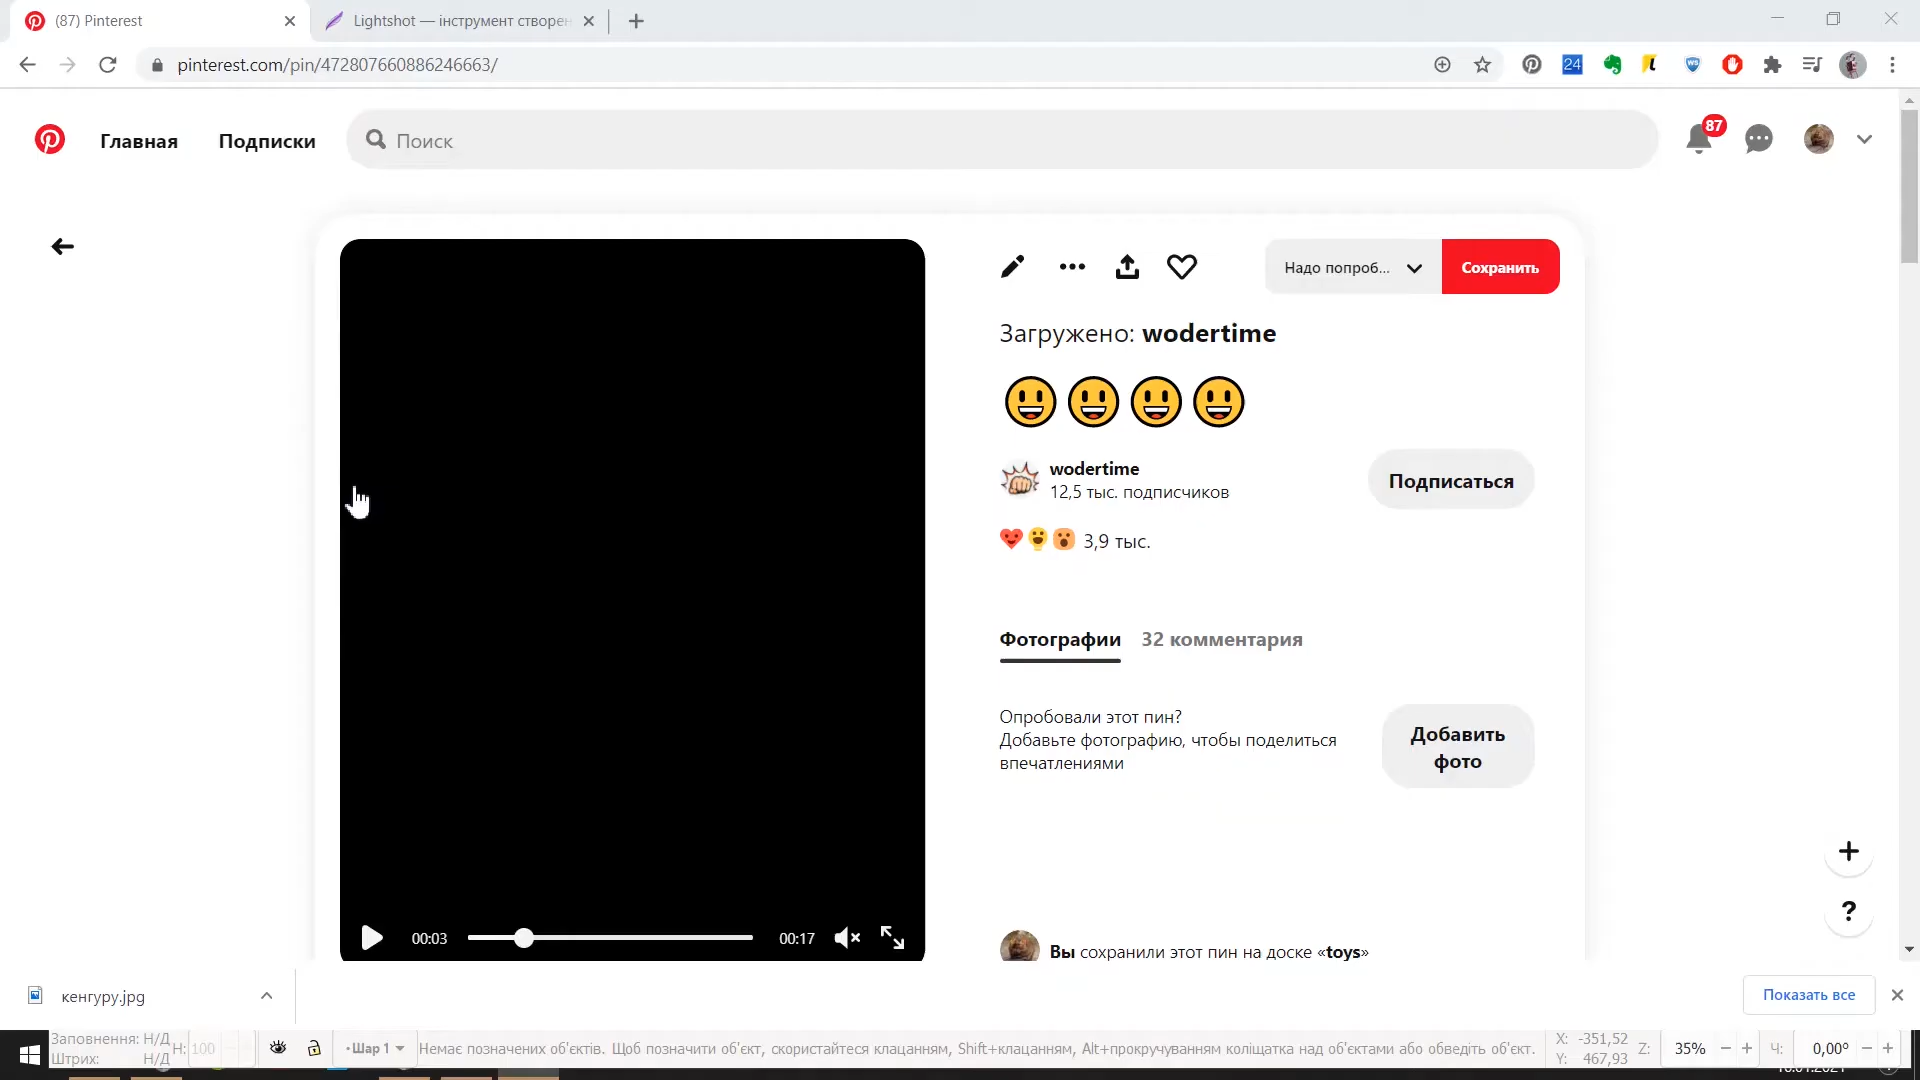 (87) Pinterest
Lightshot — інструмент створен
pinterest.com/pin/472807660886246663/
24
Главная
Подписки
Поиск
87
Надо попроб...
Сохранить
Загружено: wodertime
wodertime
12,5 тыс. подписчиков
Подписаться
3,9 тыс.
Фотографии
32 комментария
Опробовали этот пин?
Добавьте фотографию, чтобы поделиться
впечатлениями
Добавить
фото
00:03
00:17
Вы сохранили этот пин на доске «toys»
кенгуру.jpg
Показать все
Заповнення: Н/Д
Штрих: Н/Д
Н: 100
•Шар 1
Немає позначених об'єктів. Щоб позначити об'єкт, скористайтеся клацанням, Shift+клацанням, Alt+прокручуванням коліщатка над об'єктами або обведіть об'єкт.
X: -351,52
Y: 467,93
Z: 35%
Ч: 0,00°